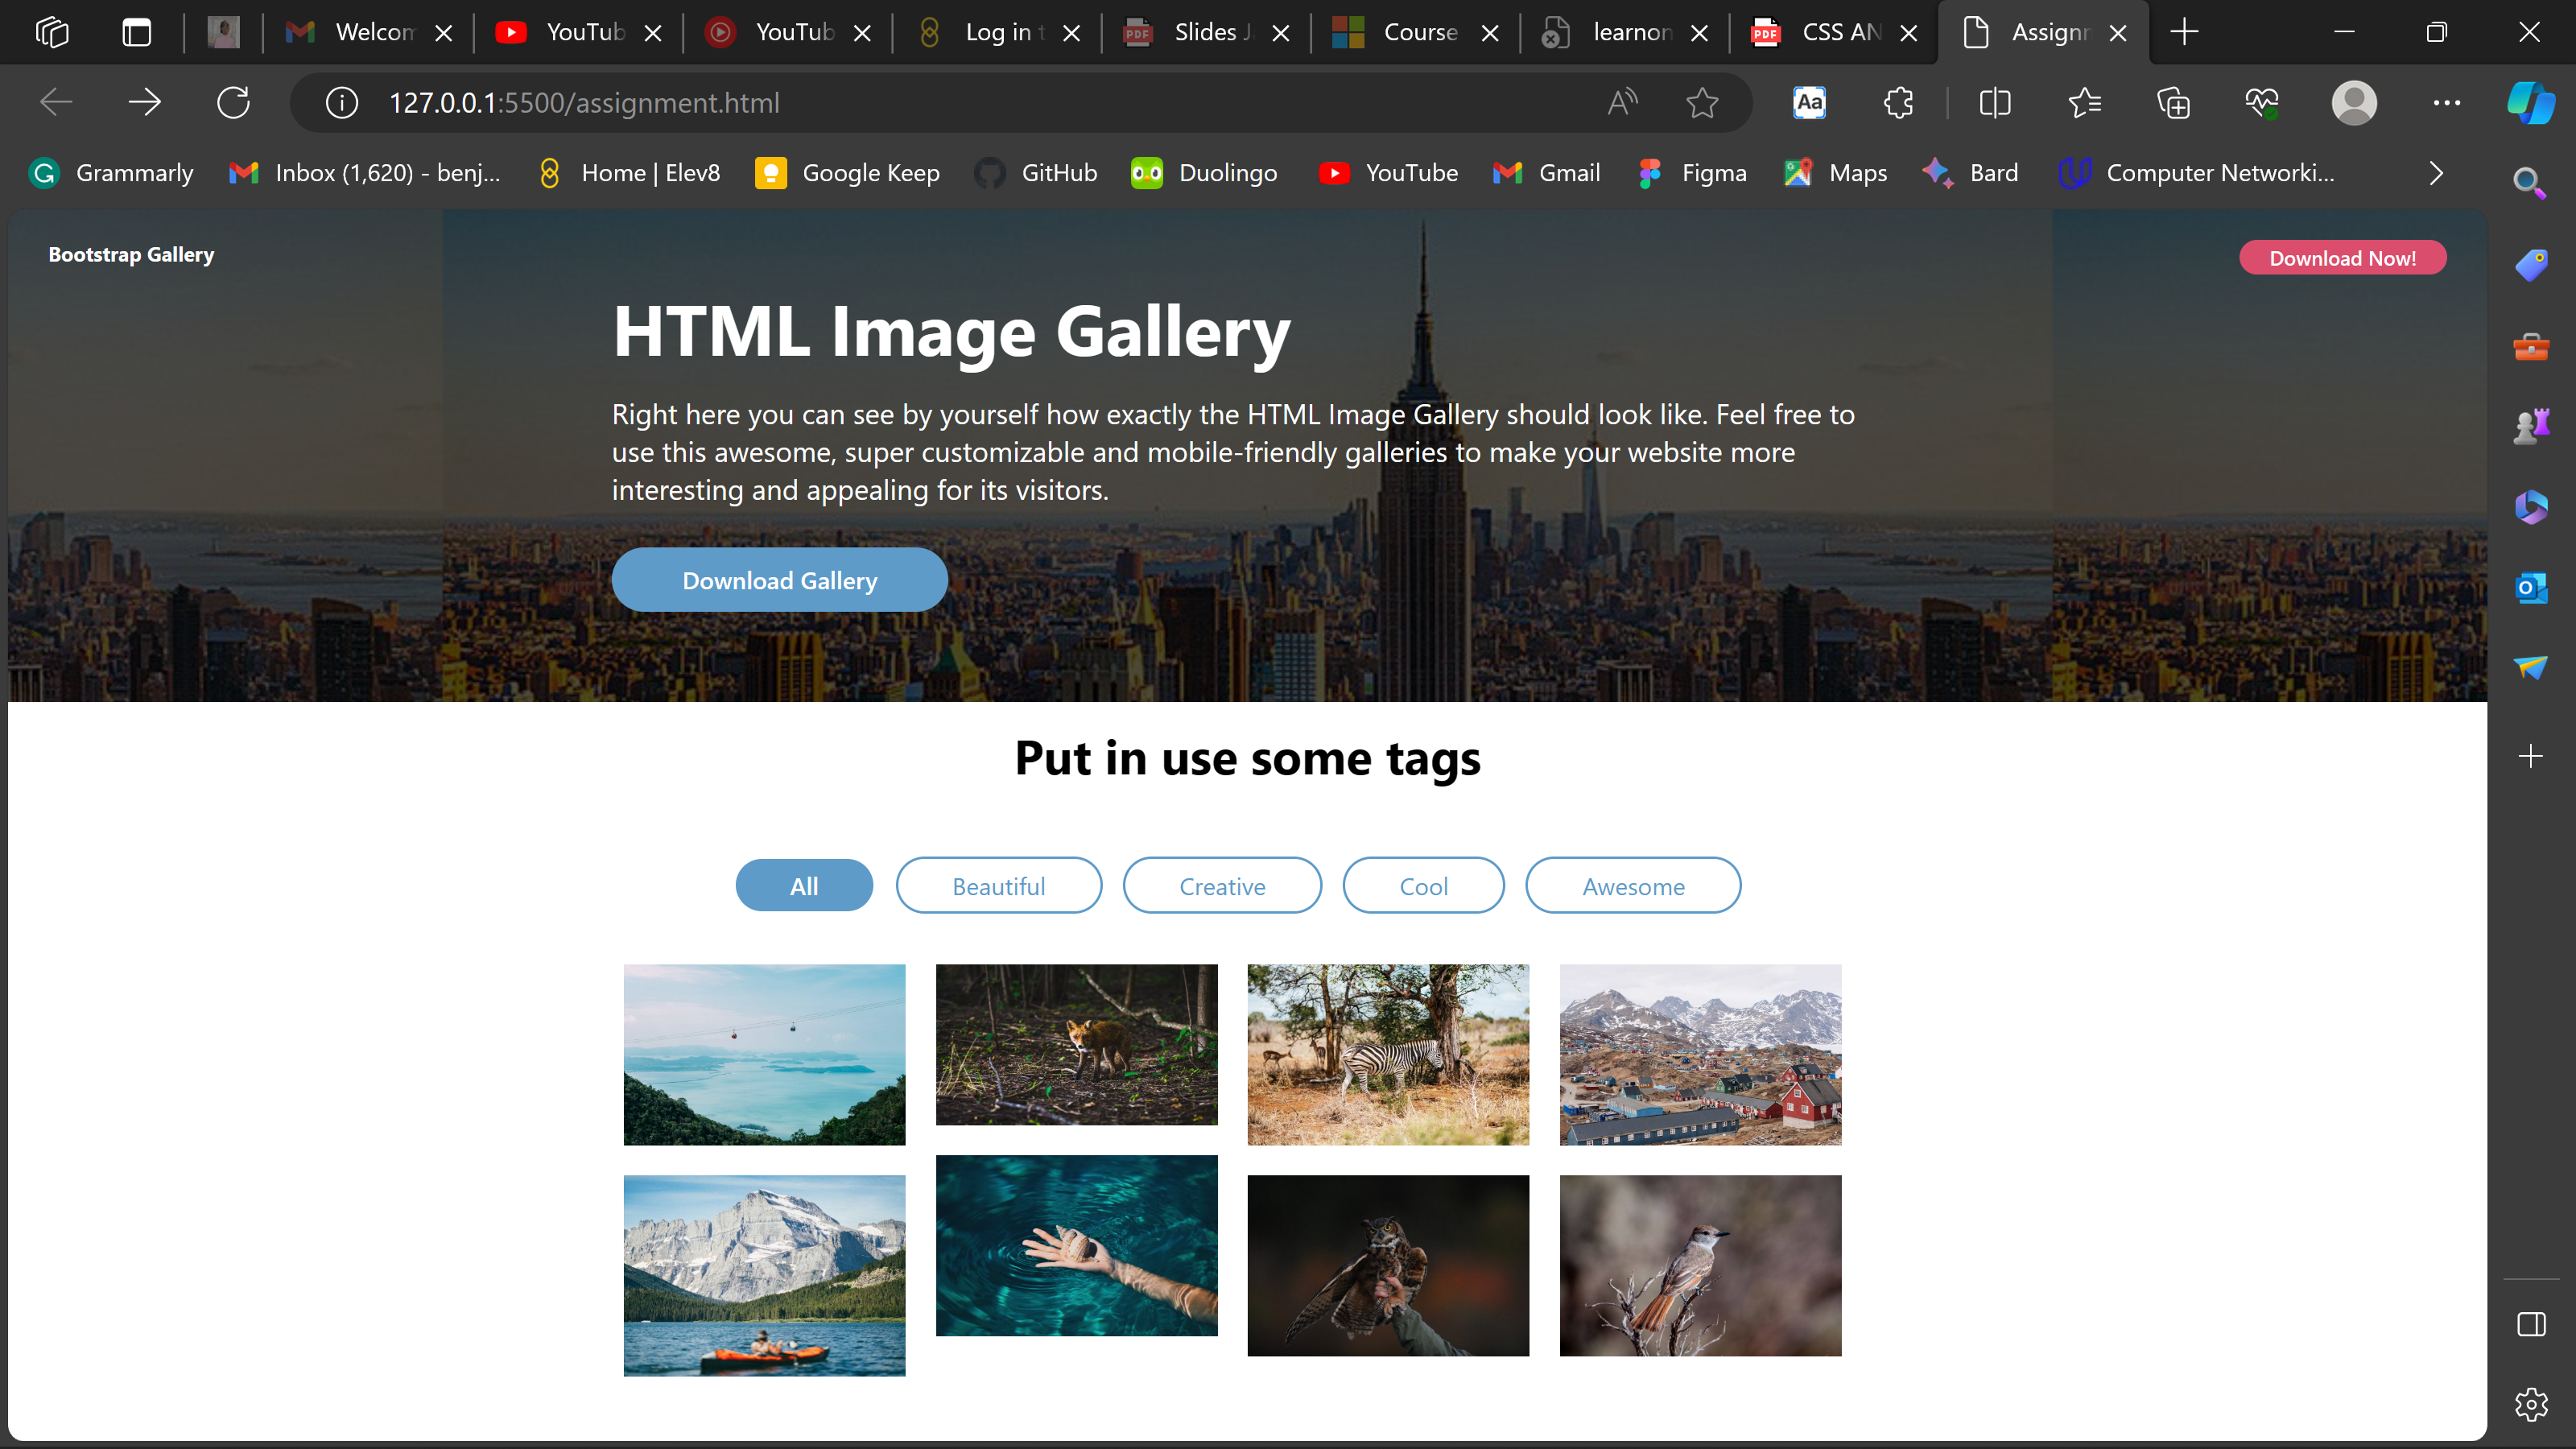 Welcom
YouTub
YouTub
Log in t
Slides J
Course
learnon
CSS AN
Assignm
127.0.0.1:5500/assignment.html
Grammarly
Inbox (1,620) - benj...
Home | Elev8
Google Keep
GitHub
Duolingo
YouTube
Gmail
Figma
Maps
Bard
Computer Networki...
Bootstrap Gallery
Download Now!
HTML Image Gallery
Right here you can see by yourself how exactly the HTML Image Gallery should look like. Feel free to
use this awesome, super customizable and mobile-friendly galleries to make your website more
interesting and appealing for its visitors.
Download Gallery
Put in use some tags
All
Beautiful
Creative
Cool
Awesome